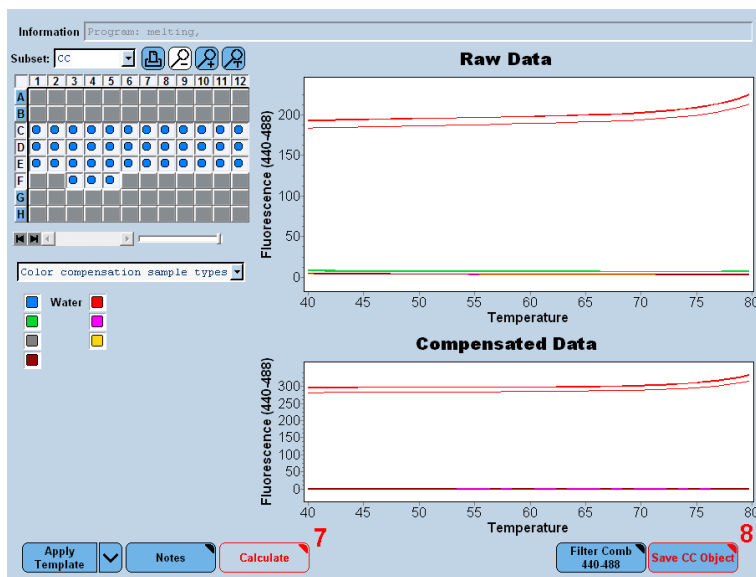 Information Program: melting,
Subset: CC
1 2 3 4 5 6 7 8 9 10 11 12
A
B
C
D
E
F
G
H
Color compensation sample types
Water
Raw Data
Fluorescence (440-488)
200
150
100
50
0
40 45 50 55 60 65 70 75 80
Temperature
Compensated Data
Fluorescence (440-488)
300
250
200
150
100
50
0
40 45 50 55 60 65 70 75 80
Temperature
Apply Template
Notes
Calculate
7
Filter Comb
440-488
Save CC Object
8